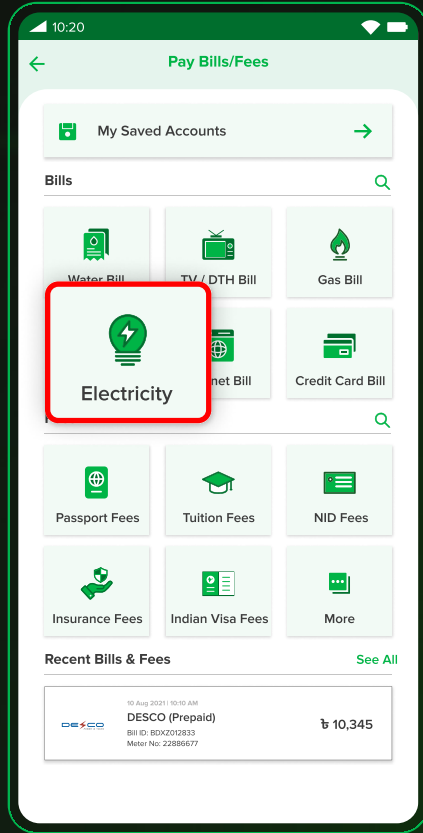 10:20
Pay Bills/Fees
My Saved Accounts
Bills
Water Bill
TV / DTH Bill
Gas Bill
Electricity
net Bill
Credit Card Bill
Passport Fees
Tuition Fees
NID Fees
Insurance Fees
Indian Visa Fees
More
Recent Bills & Fees
See All
10 Aug 2021 | 10:10 AM
DESCO
DESCO (Prepaid)
৳ 10,345
Bill ID: BDXZ012833
Meter No: 22886677